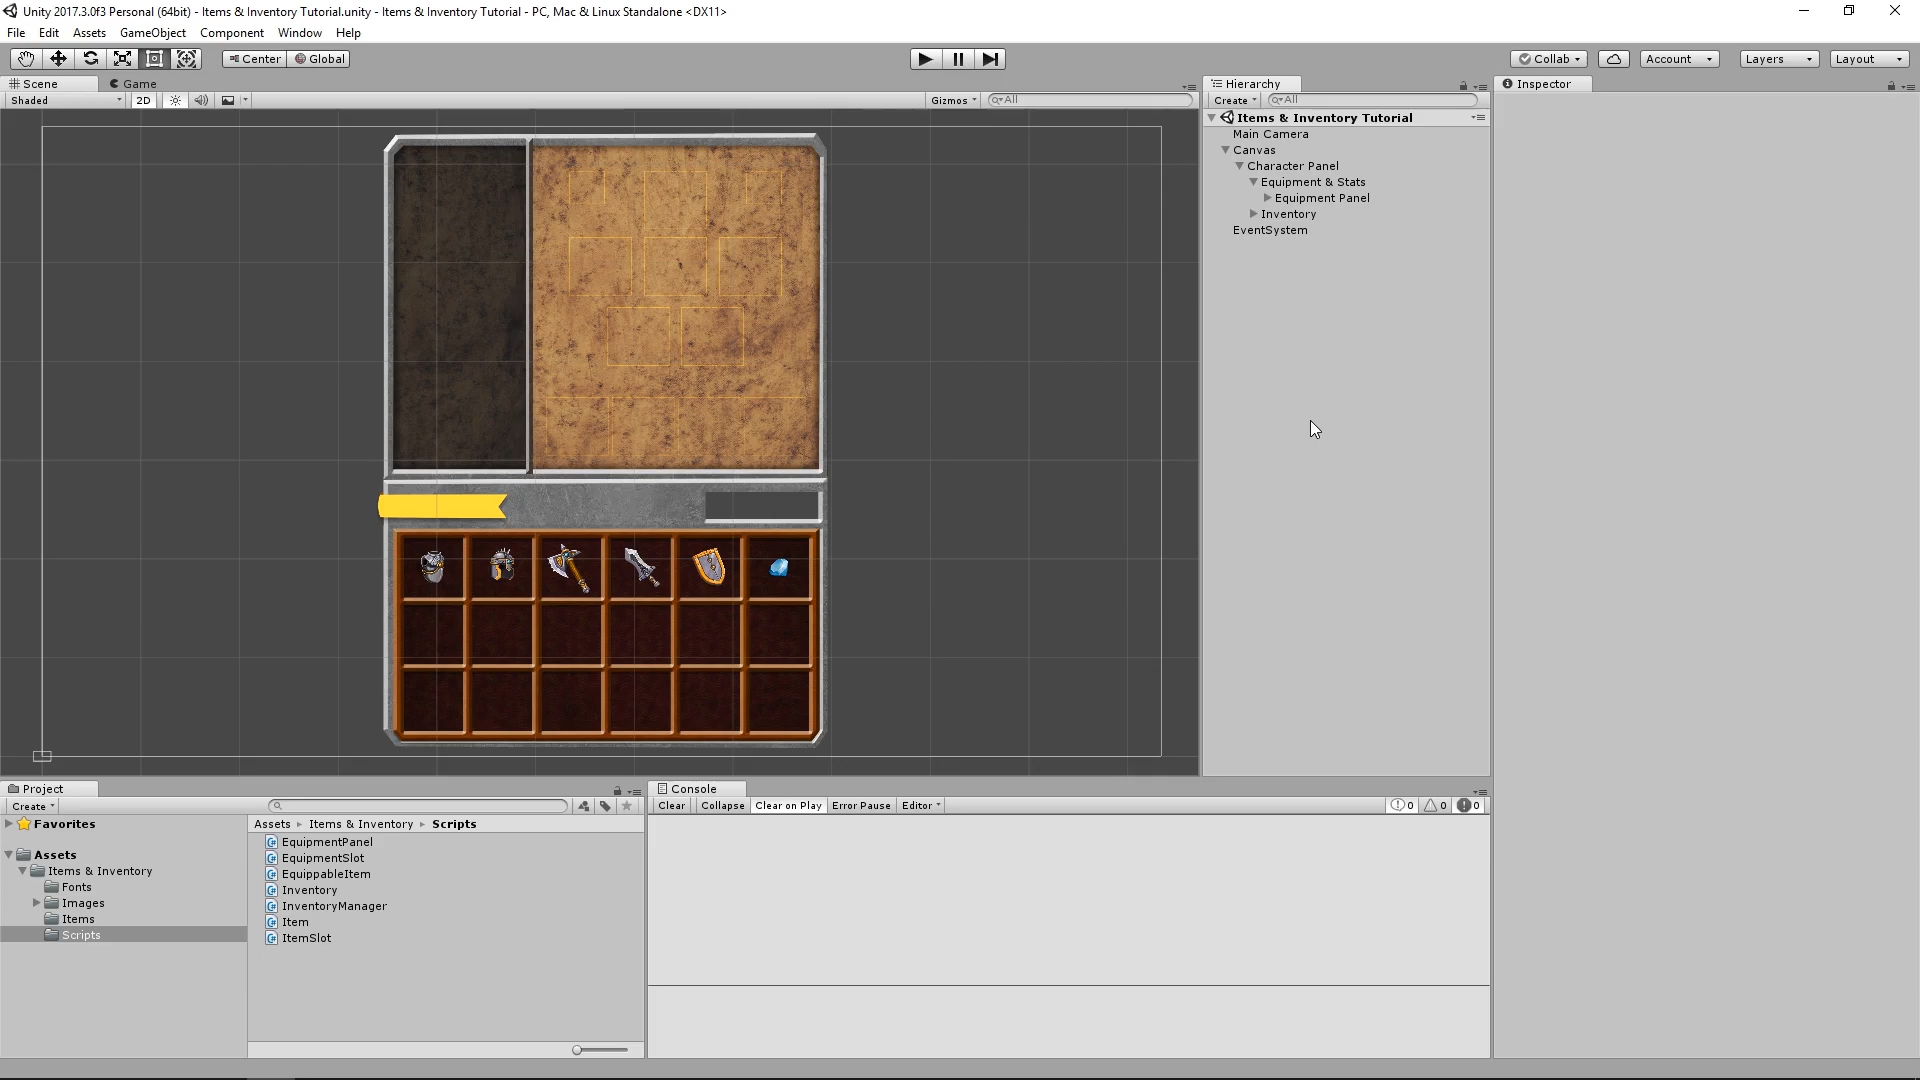 Unity 2017.3.0f3 Personal (64bit) - Items & Inventory Tutorial.unity - Items & Inventory Tutorial - PC, Mac & Linux Standalone <DX11>
File Edit Assets GameObject Component Window Help
Center Global Collab Account Layers Layout
Scene Game
Shaded 2D Gizmos All
Hierarchy
Create All
Items & Inventory Tutorial
Main Camera
Canvas
Character Panel
Equipment & Stats
Equipment Panel
Inventory
EventSystem
Inspector
Project
Create
Favorites
Assets
Items & Inventory
Fonts
Images
Items
Scripts
Assets Items & Inventory Scripts
EquipmentPanel
EquipmentSlot
EquippableItem
Inventory
InventoryManager
Item
ItemSlot
Console
Clear Collapse Clear on Play Error Pause Editor 0 0 0